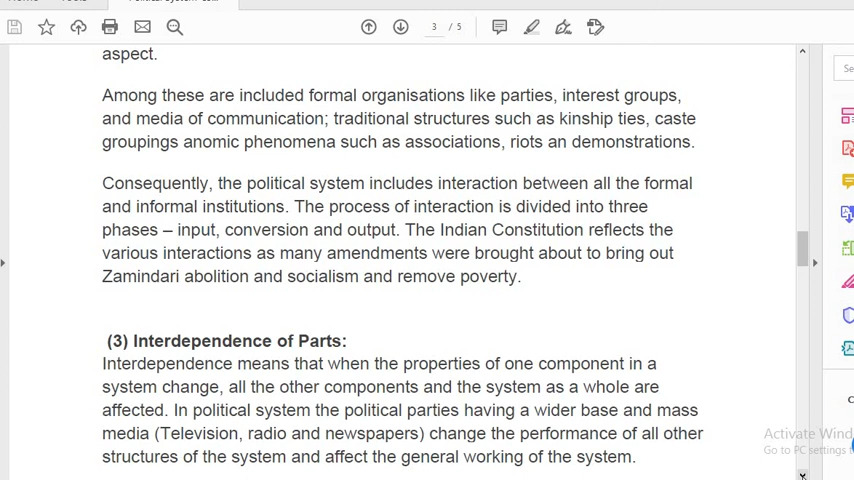 3 / 5
aspect.
Among these are included formal organisations like parties, interest groups,
and media of communication; traditional structures such as kinship ties, caste
groupings anomic phenomena such as associations, riots an demonstrations.
Consequently, the political system includes interaction between all the formal
and informal institutions. The process of interaction is divided into three
phases – input, conversion and output. The Indian Constitution reflects the
various interactions as many amendments were brought about to bring out
Zamindari abolition and socialism and remove poverty.
(3) Interdependence of Parts:
Interdependence means that when the properties of one component in a
system change, all the other components and the system as a whole are
affected. In political system the political parties having a wider base and mass
media (Television, radio and newspapers) change the performance of all other
structures of the system and affect the general working of the system.
Se
C
Activate Wind
Go to PC settings t